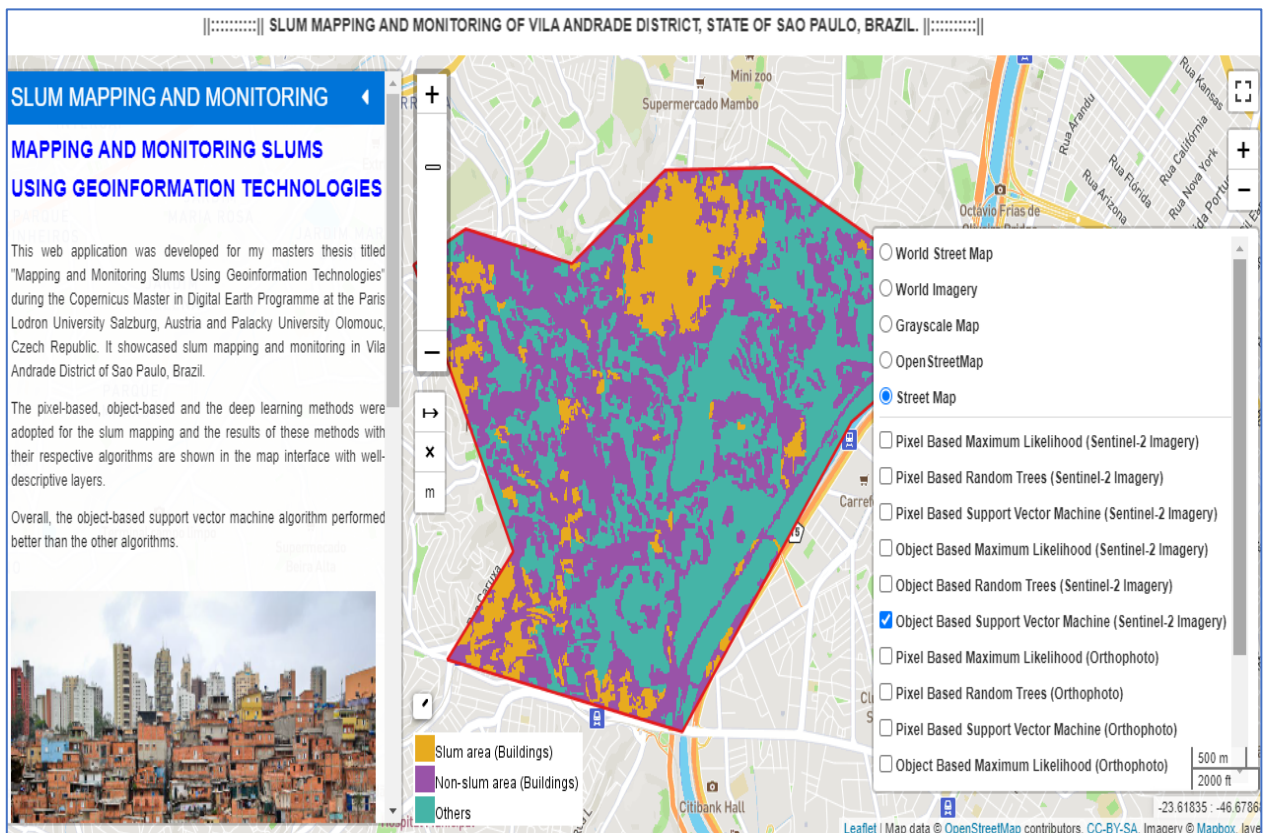 ||::::::::::|| SLUM MAPPING AND MONITORING OF VILA ANDRADE DISTRICT, STATE OF SAO PAULO, BRAZIL. ||::::::::::||
SLUM MAPPING AND MONITORING
MAPPING AND MONITORING SLUMS
USING GEOINFORMATION TECHNOLOGIES
This web application was developed for my masters thesis titled
"Mapping and Monitoring Slums Using Geoinformation Technologies"
during the Copernicus Master in Digital Earth Programme at the Paris
Lodron University Salzburg, Austria and Palacky University Olomouc,
Czech Republic. It showcased slum mapping and monitoring in Vila
Andrade District of Sao Paulo, Brazil.
The pixel-based, object-based and the deep learning methods were
adopted for the slum mapping and the results of these methods with
their respective algorithms are shown in the map interface with well-
descriptive layers.
Overall, the object-based support vector machine algorithm performed
better than the other algorithms.
+
−
↦
x
m
Mini zoo
Supermercado Mambo
Rua Kansas
Rua Arandu
Rua Califórnia
Rua Nova York
Rua Flórida
Rua Arizona
Octavio Frias de
+
−
World Street Map
World Imagery
Grayscale Map
OpenStreetMap
Street Map
Pixel Based Maximum Likelihood (Sentinel-2 Imagery)
Pixel Based Random Trees (Sentinel-2 Imagery)
Pixel Based Support Vector Machine (Sentinel-2 Imagery)
Object Based Maximum Likelihood (Sentinel-2 Imagery)
Object Based Random Trees (Sentinel-2 Imagery)
Object Based Support Vector Machine (Sentinel-2 Imagery)
Pixel Based Maximum Likelihood (Orthophoto)
Pixel Based Random Trees (Orthophoto)
Pixel Based Support Vector Machine (Orthophoto)
Object Based Maximum Likelihood (Orthophoto)
Carref
Slum area (Buildings)
Non-slum area (Buildings)
Others
Citibank Hall
500 m
2000 ft
-23.61835 : -46.6786
Leaflet | Map data © OpenStreetMap contributors, CC-BY-SA, Imagery © Mapbox, laye